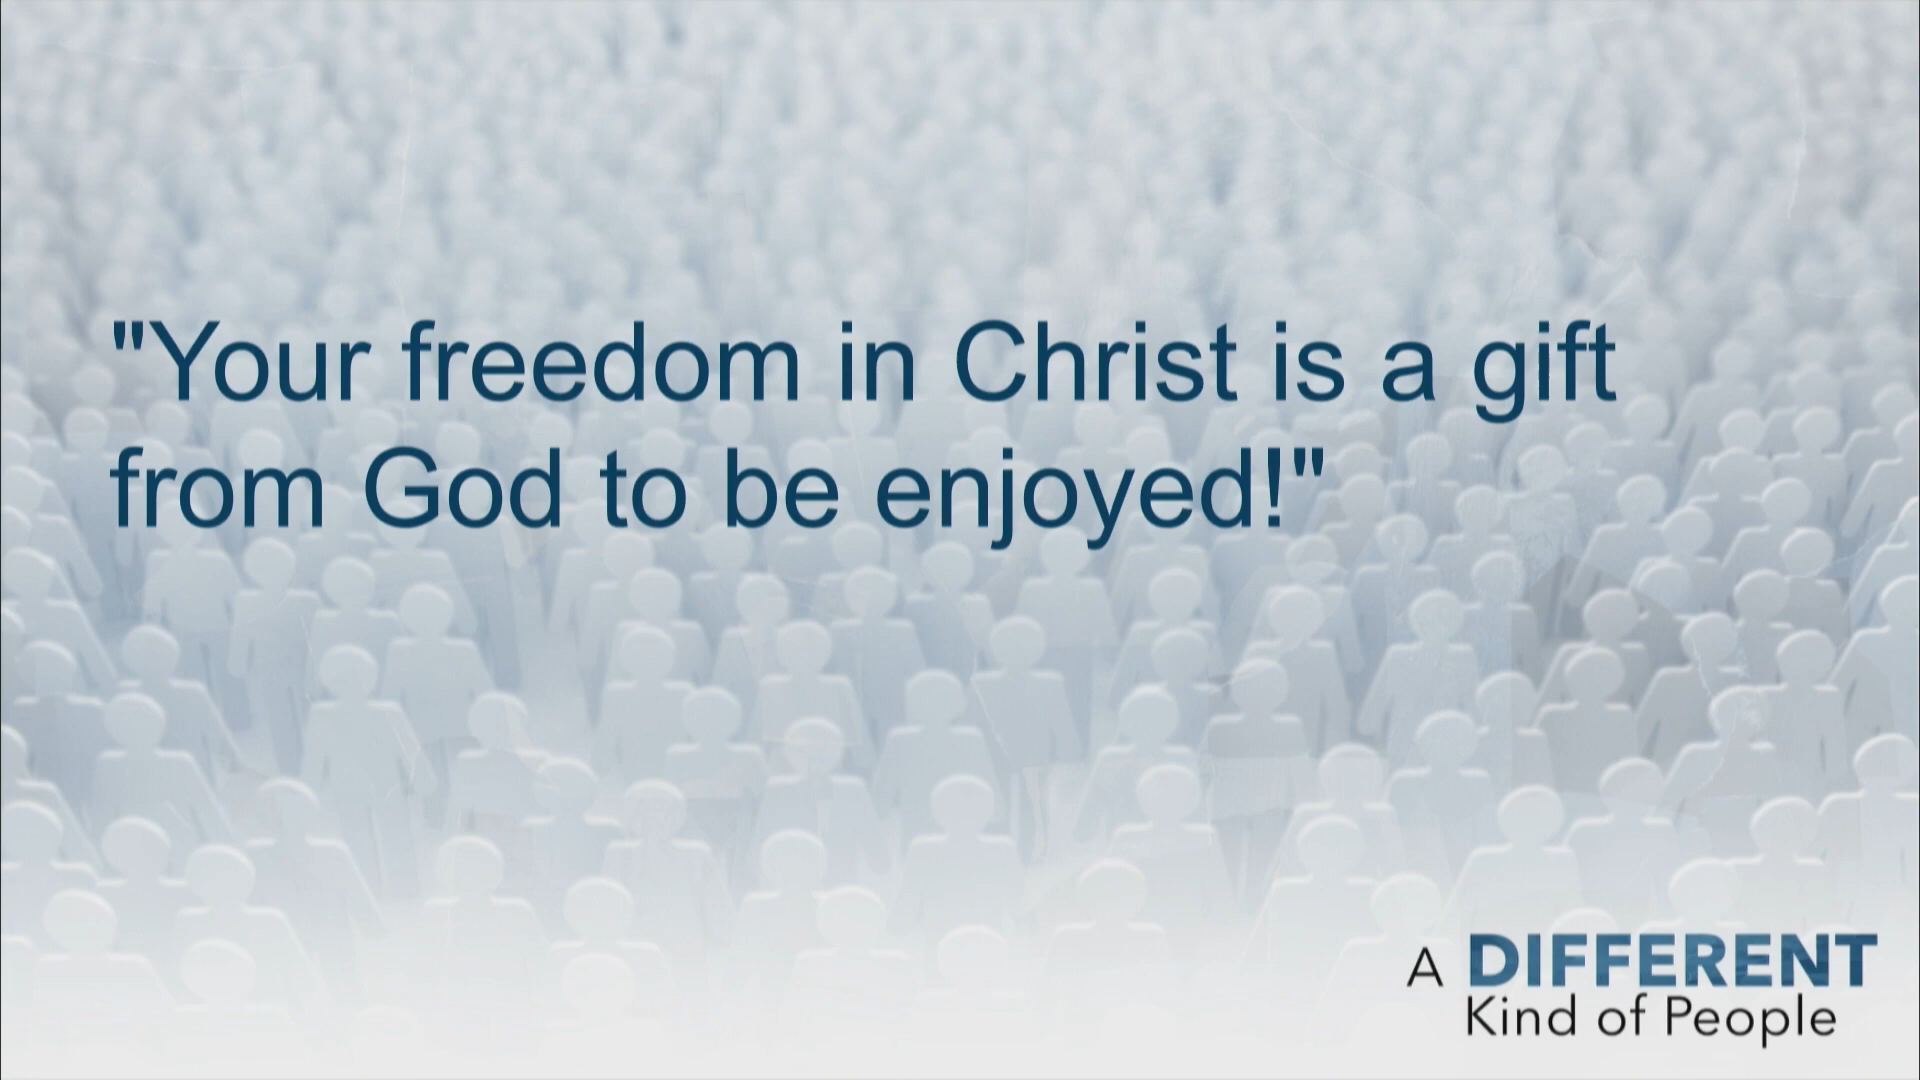 "Your freedom in Christ is a gift
from God to be enjoyed!"
A DIFFERENT
Kind of People